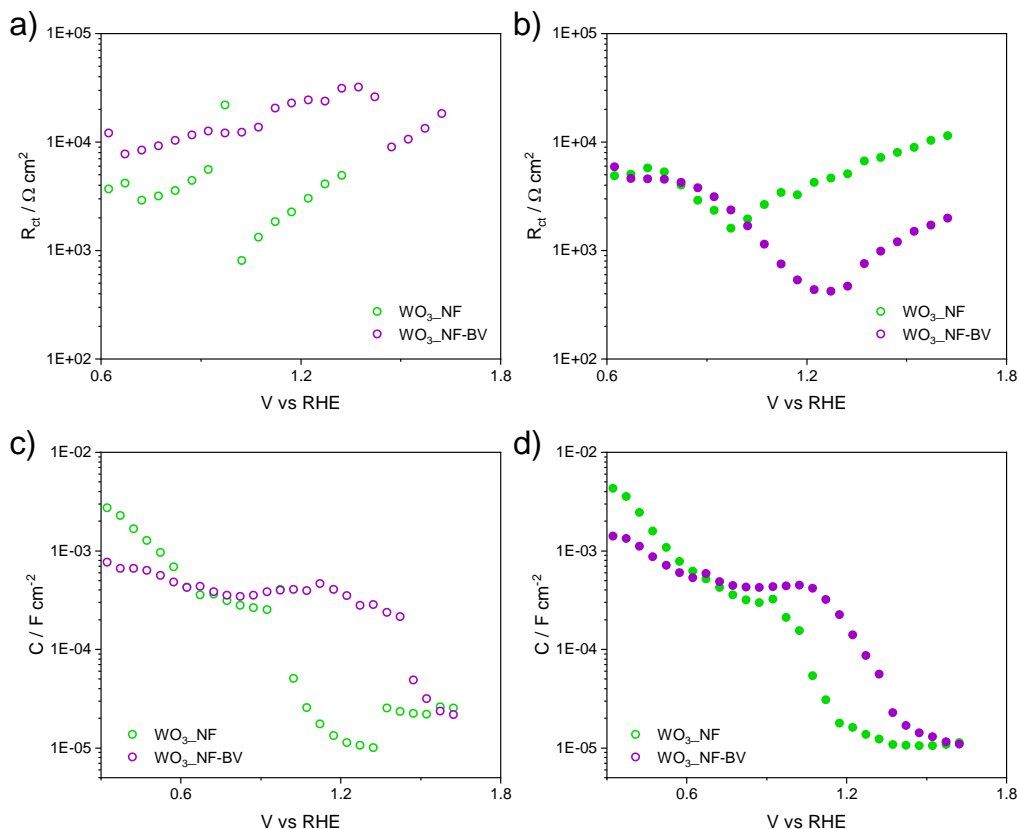 a)
1E+05
1E+04
1E+03
1E+02
R_ct / Ω cm²
WO₃_NF
WO₃_NF-BV
0.6
1.2
1.8
V vs RHE
b)
1E+05
1E+04
1E+03
1E+02
R_ct / Ω cm²
WO₃_NF
WO₃_NF-BV
0.6
1.2
1.8
V vs RHE
c)
1E-02
1E-03
1E-04
1E-05
C / F cm⁻²
WO₃_NF
WO₃_NF-BV
0.6
1.2
1.8
V vs RHE
d)
1E-02
1E-03
1E-04
1E-05
C / F cm⁻²
WO₃_NF
WO₃_NF-BV
0.6
1.2
1.8
V vs RHE